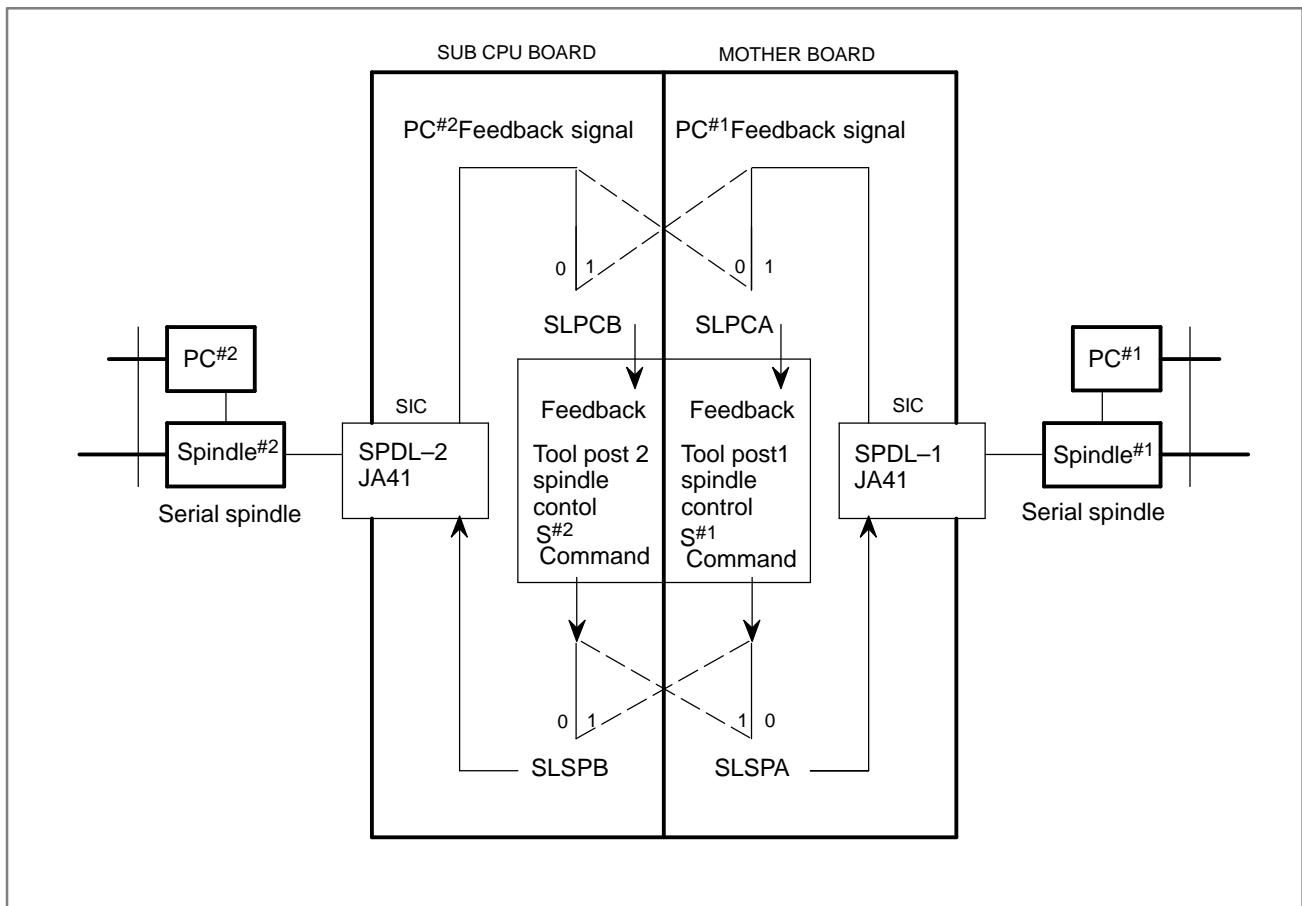 SUB CPU BOARD
MOTHER BOARD
PC#2Feedback signal
PC#1Feedback signal
0 1
0 1
SLPCB
SLPCA
PC#2
PC#1
SIC
SIC
Feedback
Feedback
Spindle#2
SPDL–2
JA41
Tool post 2
spindle
contol
S#2
Command
Tool post1
spindle
control
S#1
Command
SPDL–1
JA41
Spindle#1
Serial spindle
Serial spindle
0 1
1 0
SLSPB
SLSPA